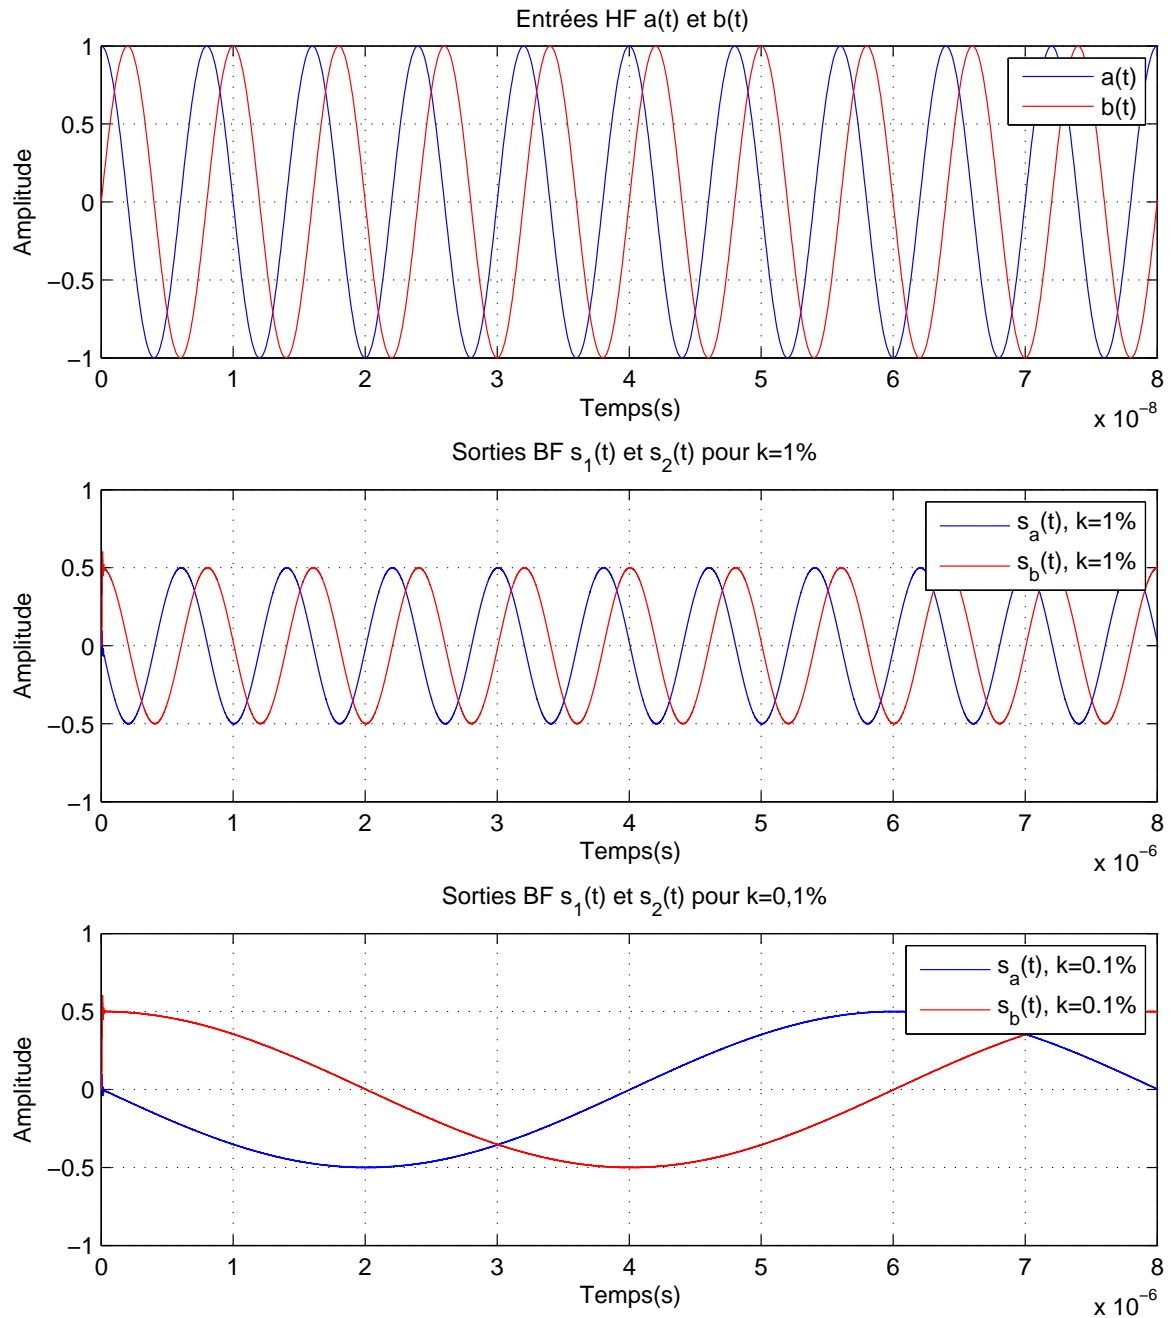 Entrées HF a(t) et b(t)
a(t)
b(t)
Amplitude
1
0.5
0
−0.5
−1
0 1 2 3 4 5 6 7 8
Temps(s)
x 10−8
Sorties BF s1(t) et s2(t) pour k=1%
sa(t), k=1%
sb(t), k=1%
Amplitude
1
0.5
0
−0.5
−1
0 1 2 3 4 5 6 7 8
Temps(s)
x 10−6
Sorties BF s1(t) et s2(t) pour k=0,1%
sa(t), k=0.1%
sb(t), k=0.1%
Amplitude
1
0.5
0
−0.5
−1
0 1 2 3 4 5 6 7 8
Temps(s)
x 10−6